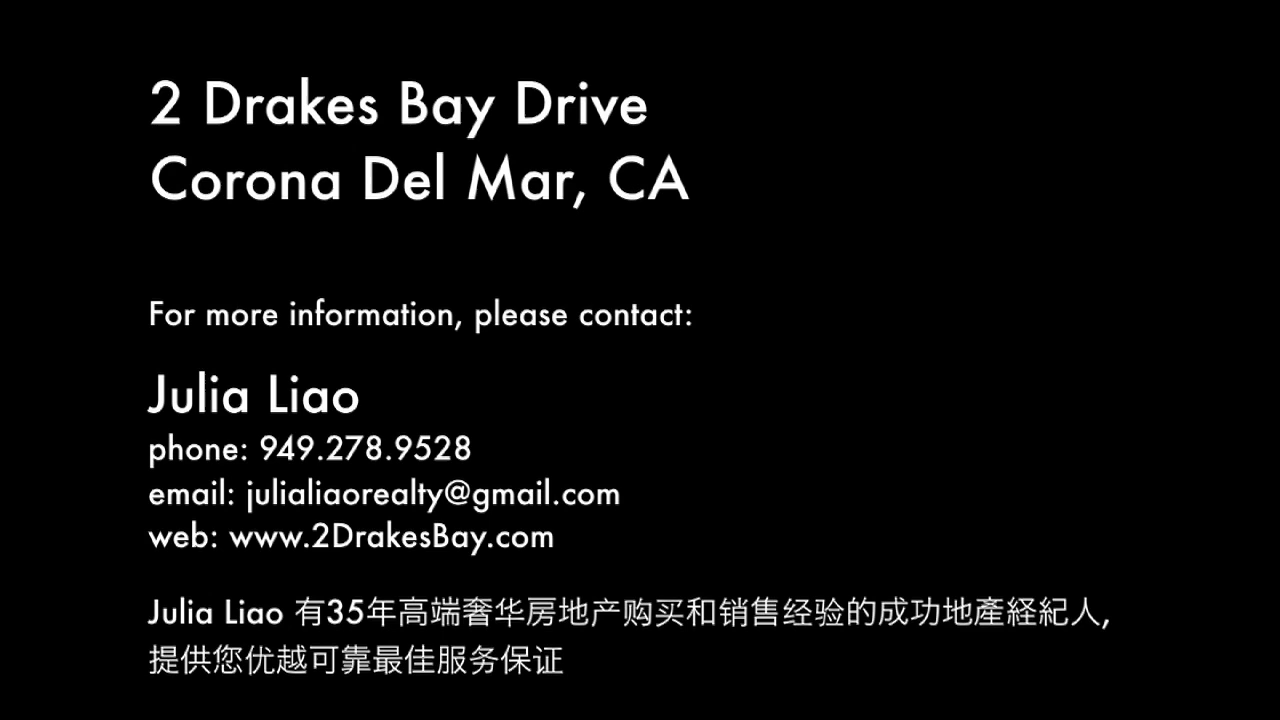 2 Drakes Bay Drive
Corona Del Mar, CA
For more information, please contact:
Julia Liao
phone: 949.278.9528
email: julialiaorealty@gmail.com
web: www.2DrakesBay.com
Julia Liao 有35年高端奢华房地产购买和销售经验的成功地產経紀人,
提供您优越可靠最佳服务保证